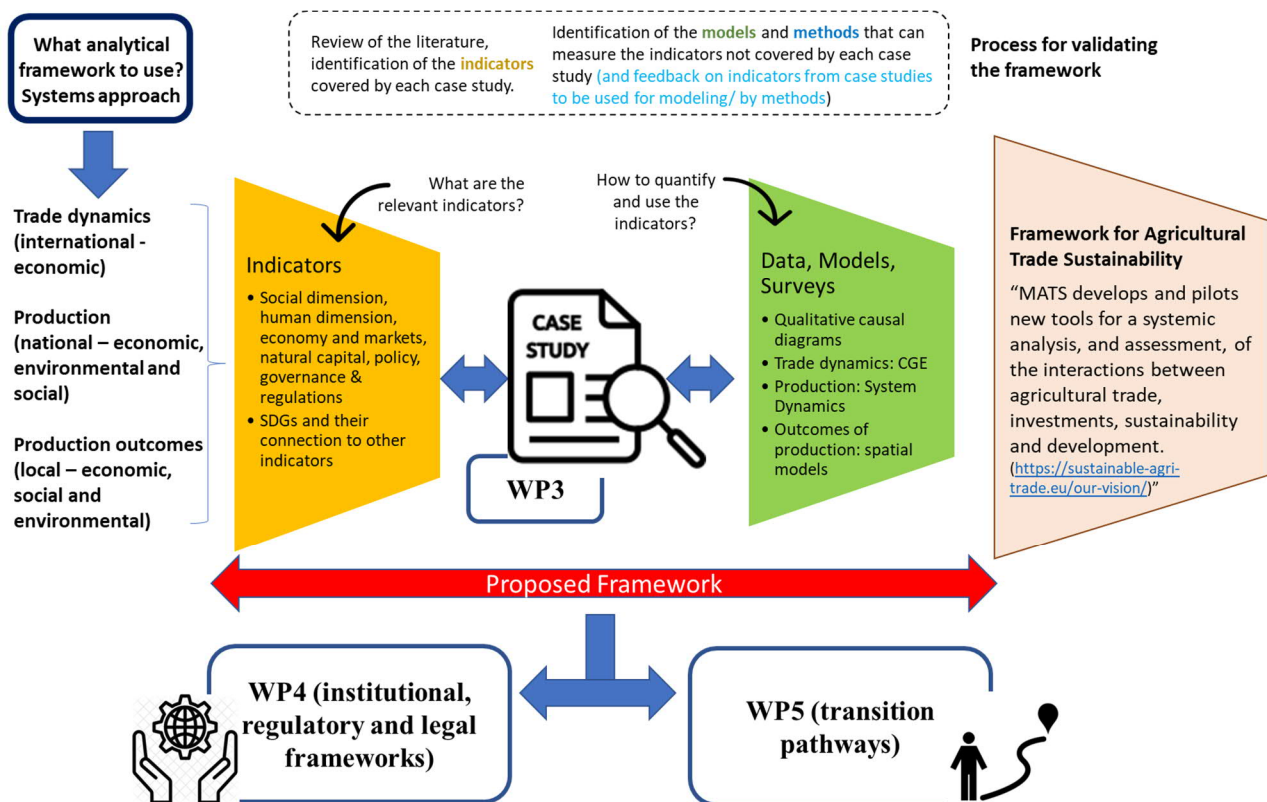 What analytical
framework to use?
Systems approach
Review of the literature,
identification of the indicators
covered by each case study.
Identification of the models and methods that can
measure the indicators not covered by each case
study (and feedback on indicators from case studies
to be used for modeling/ by methods)
Process for validating
the framework
Trade dynamics
(international -
economic)
Production
(national – economic,
environmental and
social)
Production outcomes
(local – economic,
social and
environmental)
What are the
relevant indicators?
Indicators
• Social dimension,
human dimension,
economy and markets,
natural capital, policy,
governance &
regulations
• SDGs and their
connection to other
indicators
CASE
STUDY
WP3
How to quantify
and use the
indicators?
Data, Models,
Surveys
• Qualitative causal
diagrams
• Trade dynamics: CGE
• Production: System
Dynamics
• Outcomes of
production: spatial
models
Framework for Agricultural
Trade Sustainability
“MATS develops and pilots
new tools for a systemic
analysis, and assessment, of
the interactions between
agricultural trade,
investments, sustainability
and development.
(https://sustainable-agri-
trade.eu/our-vision/)”
Proposed Framework
WP4 (institutional,
regulatory and legal
frameworks)
WP5 (transition
pathways)